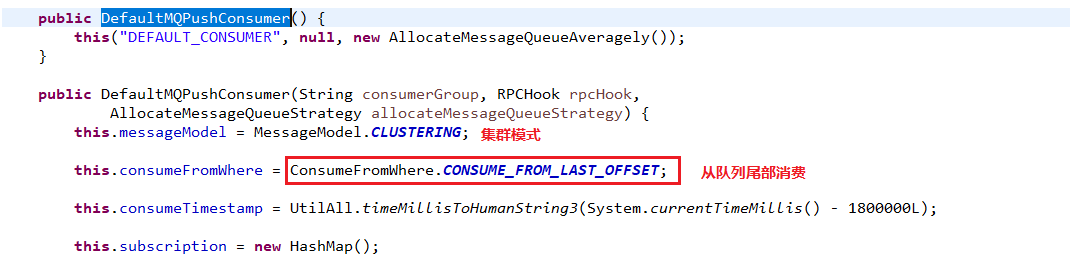 public DefaultMQPushConsumer() {
this("DEFAULT_CONSUMER", null, new AllocateMessageQueueAveragely());
}
public DefaultMQPushConsumer(String consumerGroup, RPCHook rpcHook,
AllocateMessageQueueStrategy allocateMessageQueueStrategy) {
this.messageModel = MessageModel.CLUSTERING; 集群模式
this.consumeFromWhere = ConsumeFromWhere.CONSUME_FROM_LAST_OFFSET; 从队列尾部消费
this.consumeTimestamp = UtilAll.timeMillisToHumanString3(System.currentTimeMillis() - 1800000L);
this.subscription = new HashMap();